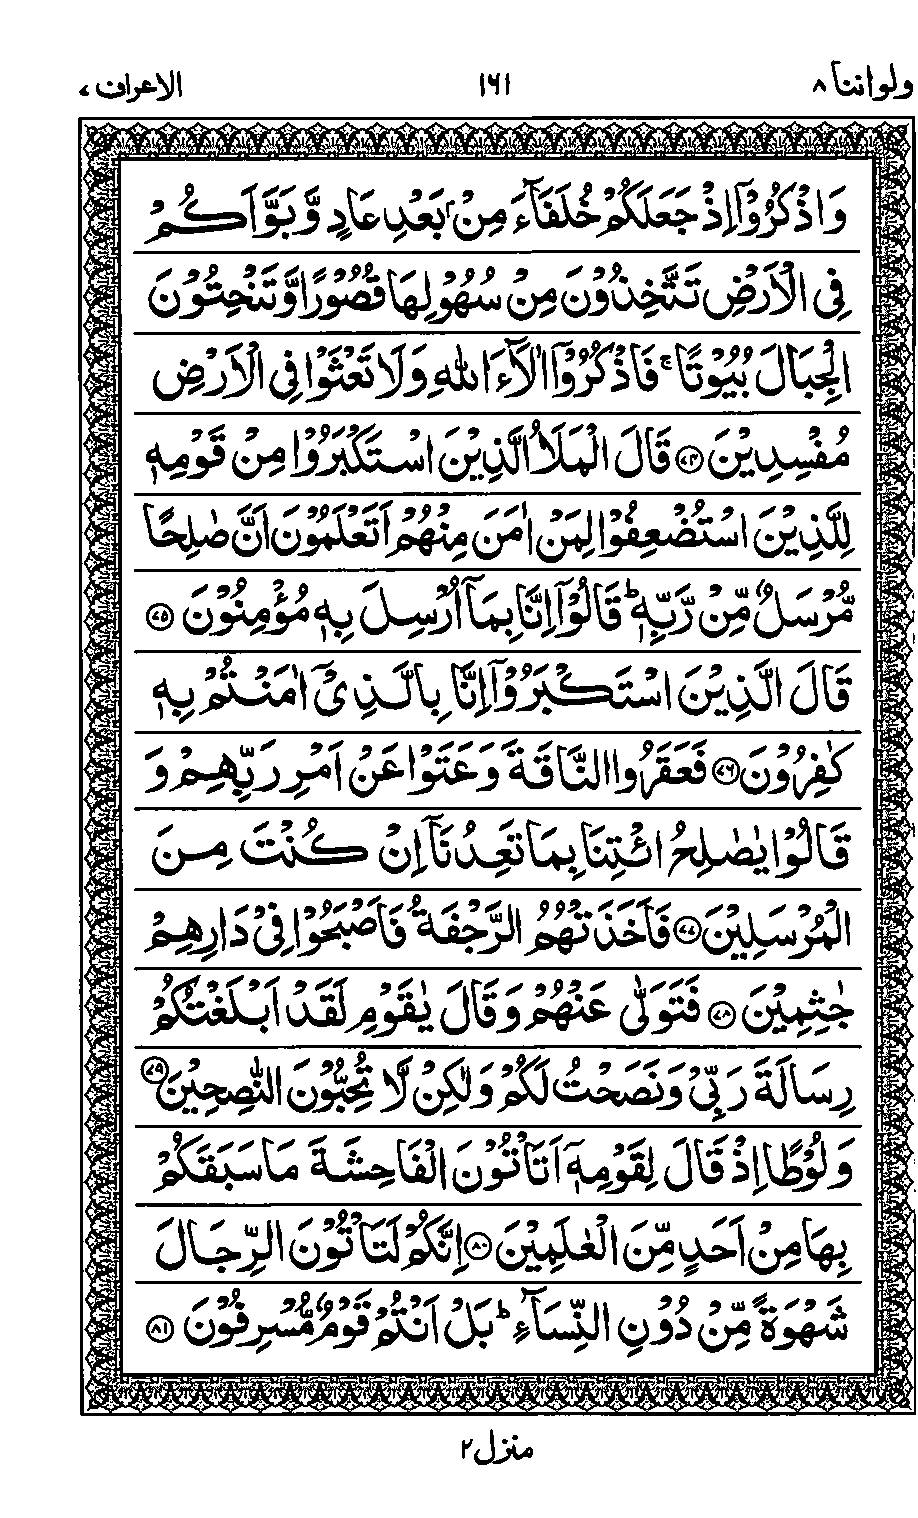 ولواننا ٨ ١٦١ الاعراف ٧
وَاذْكُرُوْۤا اِذْ جَعَلَكُمْ خُلَفَآءَ مِنْۢ بَعْدِ عَادٍ وَّبَوَّاَكُمْ
فِى الْاَرْضِ تَتَّخِذُوْنَ مِنْ سُهُوْلِهَا قُصُوْرًا وَّتَنْحِتُوْنَ
الْجِبَالَ بُيُوْتًا ۚ فَاذْكُرُوْۤا اٰلَآءَ اللّٰهِ وَلَا تَعْثَوْا فِى الْاَرْضِ
مُفْسِدِيْنَ ﴿٧٤﴾ قَالَ الْمَلَاُ الَّذِيْنَ اسْتَكْبَرُوْا مِنْ قَوْمِهٖ
لِلَّذِيْنَ اسْتُضْعِفُوْا لِمَنْ اٰمَنَ مِنْهُمْ اَتَعْلَمُوْنَ اَنَّ صٰلِحًا
مُّرْسَلٌ مِّنْ رَّبِّهٖ ؕ قَالُوْۤا اِنَّا بِمَاۤ اُرْسِلَ بِهٖ مُؤْمِنُوْنَ ﴿٧٥﴾
قَالَ الَّذِيْنَ اسْتَكْبَرُوْۤا اِنَّا بِالَّذِىْۤ اٰمَنْتُمْ بِهٖ
كٰفِرُوْنَ ﴿٧٦﴾ فَعَقَرُوا النَّاقَةَ وَعَتَوْا عَنْ اَمْرِ رَبِّهِمْ وَ
قَالُوْا يٰصٰلِحُ ائْتِنَا بِمَا تَعِدُنَاۤ اِنْ كُنْتَ مِنَ
الْمُرْسَلِيْنَ ﴿٧٧﴾ فَاَخَذَتْهُمُ الرَّجْفَةُ فَاَصْبَحُوْا فِىْ دَارِهِمْ
جٰثِمِيْنَ ﴿٧٨﴾ فَتَوَلّٰى عَنْهُمْ وَقَالَ يٰقَوْمِ لَقَدْ اَبْلَغْتُكُمْ
رِسَالَةَ رَبِّىْ وَنَصَحْتُ لَكُمْ وَلٰكِنْ لَّا تُحِبُّوْنَ النّٰصِحِيْنَ ﴿٧٩﴾
وَلُوْطًا اِذْ قَالَ لِقَوْمِهٖۤ اَتَاْتُوْنَ الْفَاحِشَةَ مَا سَبَقَكُمْ
بِهَا مِنْ اَحَدٍ مِّنَ الْعٰلَمِيْنَ ﴿٨٠﴾ اِنَّكُمْ لَتَاْتُوْنَ الرِّجَالَ
شَهْوَةً مِّنْ دُوْنِ النِّسَآءِ ؕ بَلْ اَنْتُمْ قَوْمٌ مُّسْرِفُوْنَ ﴿٨١﴾
منزل ٢